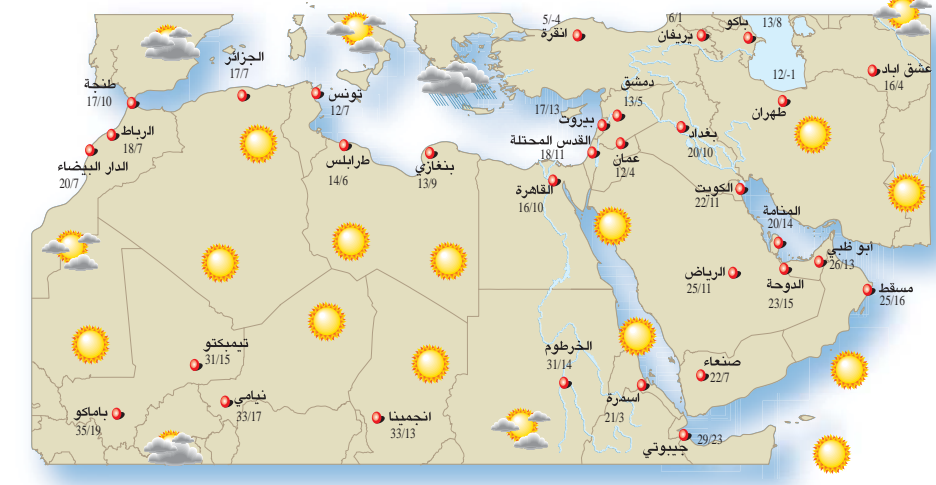 5/-4
انقرة
6/1
يريفان
باكو
13/8
12/-1
عشق اباد
16/4
طهران
الجزائر
17/7
طنجة
17/10
تونس
12/7
الرباط
18/7
الدار البيضاء
20/7
طرابلس
14/6
بنغازي
13/9
17/13
بيروت
دمشق
13/5
القدس المحتلة
18/11
عمان
12/4
بغداد
20/10
القاهرة
16/10
الكويت
22/11
المنامة
20/14
ابو ظبي
26/13
الرياض
25/11
الدوحة
23/15
مسقط
25/16
تيمبكتو
31/15
الخرطوم
31/14
صنعاء
22/7
باماكو
35/19
نيامي
33/17
انجمينا
33/13
اسمرة
21/3
جيبوتي
29/23